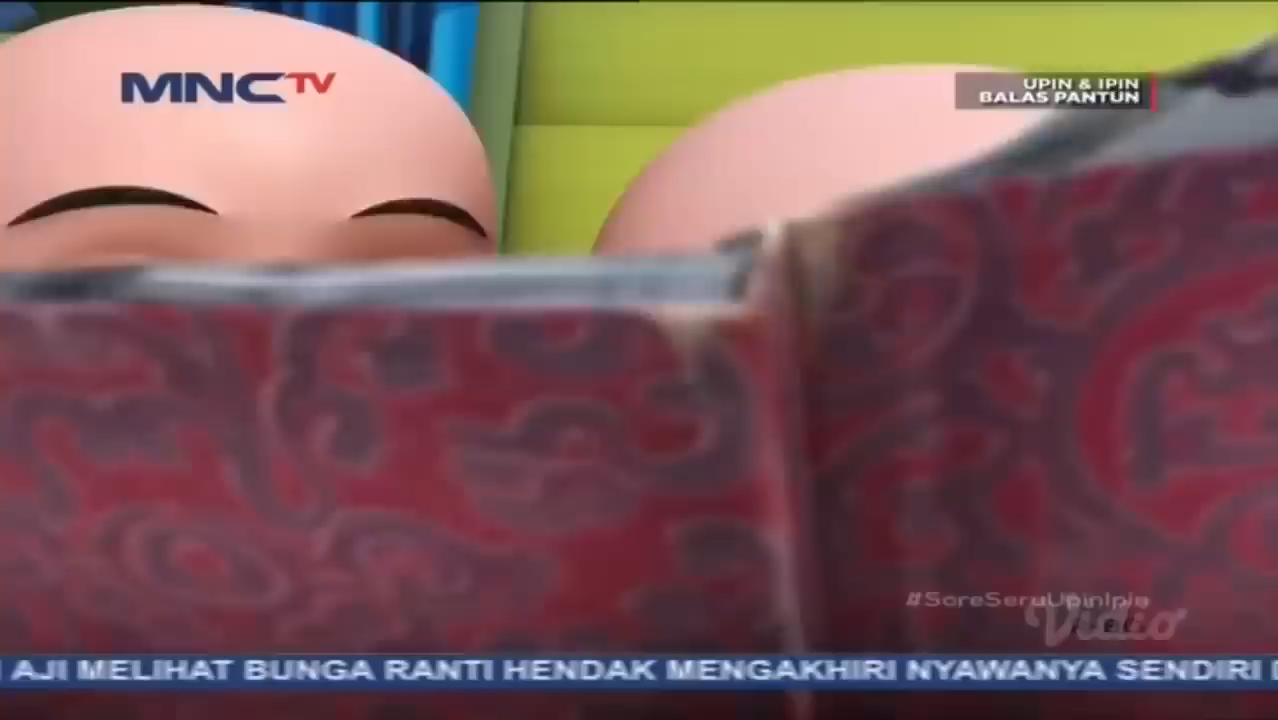 MNCTV
UPIN & IPIN
BALAS PANTUN
#SoreSeruUpinIpin
Vidio
AJI MELIHAT BUNGA RANTI HENDAK MENGAKHIRI NYAWANYA SENDIRI